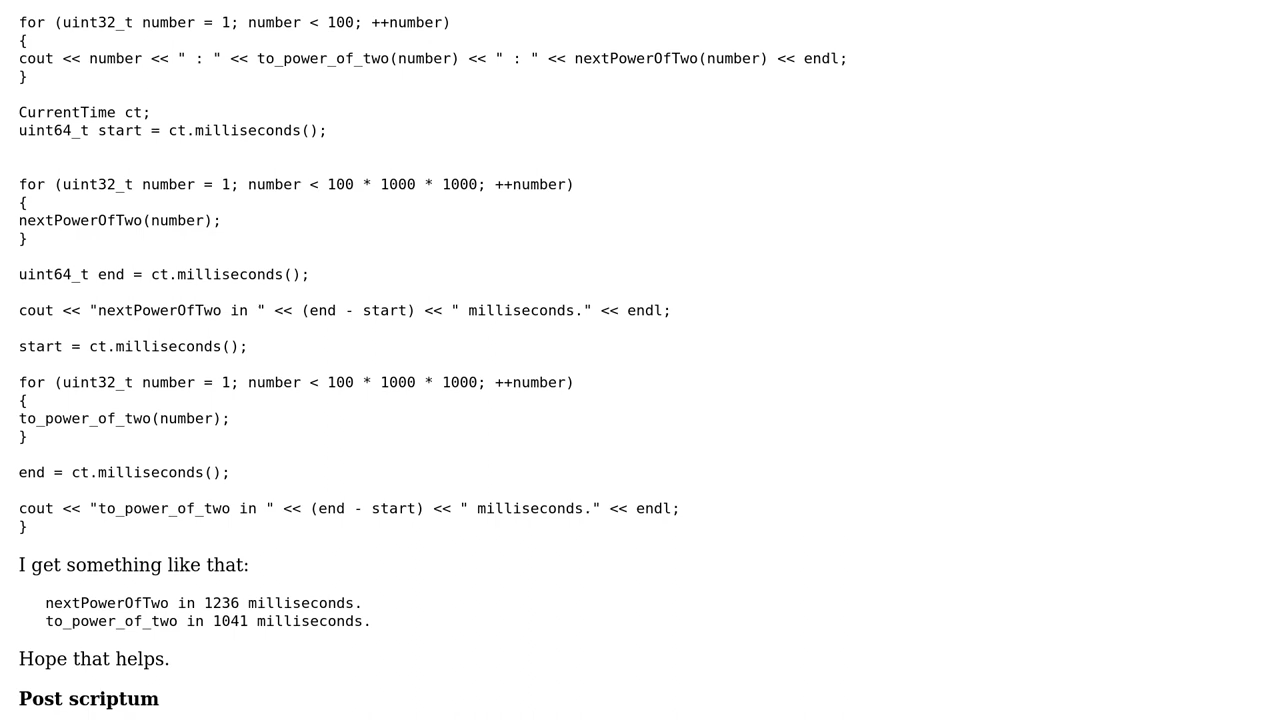 for (uint32_t number = 1; number < 100; ++number)
{
cout << number << " : " << to_power_of_two(number) << " : " << nextPowerOfTwo(number) << endl;
}
CurrentTime ct;
uint64_t start = ct.milliseconds();
for (uint32_t number = 1; number < 100 * 1000 * 1000; ++number)
{
nextPowerOfTwo(number);
}
uint64_t end = ct.milliseconds();
cout << "nextPowerOfTwo in " << (end - start) << " milliseconds." << endl;
start = ct.milliseconds();
for (uint32_t number = 1; number < 100 * 1000 * 1000; ++number)
{
to_power_of_two(number);
}
end = ct.milliseconds();
cout << "to_power_of_two in " << (end - start) << " milliseconds." << endl;
}
I get something like that:
nextPowerOfTwo in 1236 milliseconds.
to_power_of_two in 1041 milliseconds.
Hope that helps.
Post scriptum